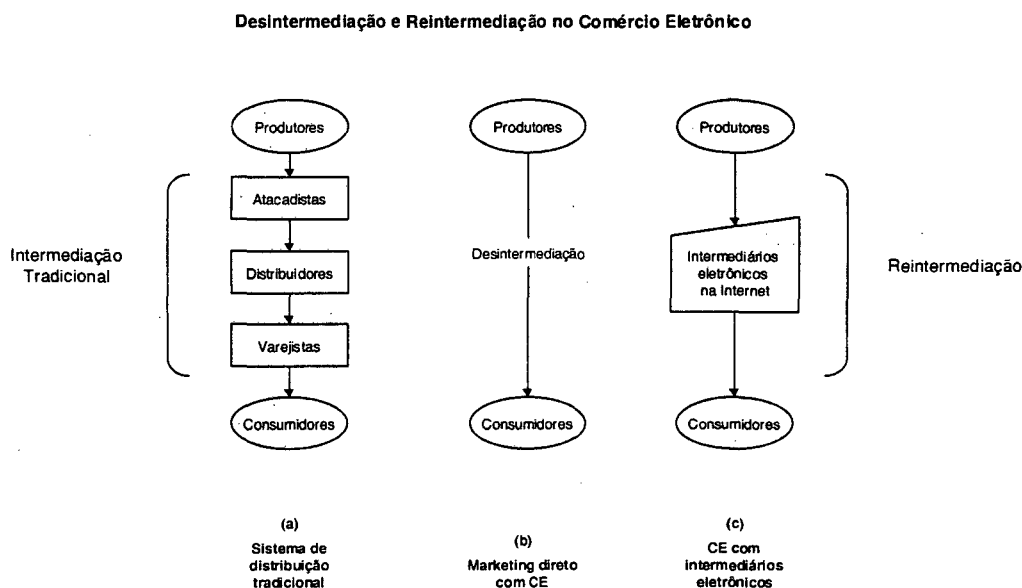 Desintermediação e Reintermediação no Comércio Eletrônico
Produtores
Atacadistas
Distribuidores
Varejistas
Consumidores
Intermediação
Tradicional
Produtores
Desintermediação
Consumidores
Produtores
Intermediários
eletrônicos
na Internet
Consumidores
Reintermediação
(a)
Sistema de
distribuição
tradicional
(b)
Marketing direto
com CE
(c)
CE com
intermediários
eletrônicos